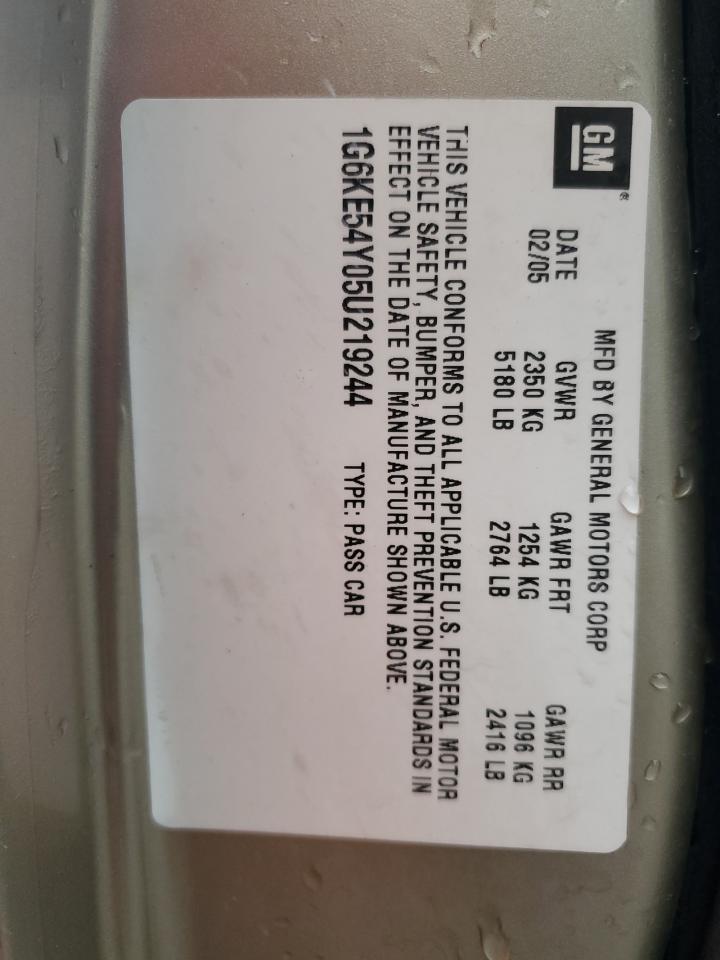 GM®
MFD BY GENERAL MOTORS CORP
DATE GVWR GAWR FRT GAWR RR
02/05 2350 KG 1254 KG 1096 KG
5180 LB 2764 LB 2416 LB
THIS VEHICLE CONFORMS TO ALL APPLICABLE U.S. FEDERAL MOTOR
VEHICLE SAFETY, BUMPER, AND THEFT PREVENTION STANDARDS IN
EFFECT ON THE DATE OF MANUFACTURE SHOWN ABOVE.
1G6KE54Y05U219244 TYPE: PASS CAR